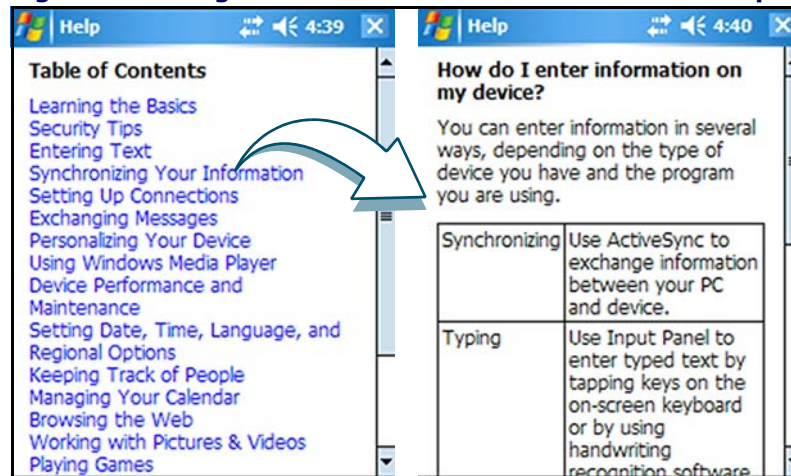 Help 4:39
Table of Contents
Learning the Basics
Security Tips
Entering Text
Synchronizing Your Information
Setting Up Connections
Exchanging Messages
Personalizing Your Device
Using Windows Media Player
Device Performance and
Maintenance
Setting Date, Time, Language, and
Regional Options
Keeping Track of People
Managing Your Calendar
Browsing the Web
Working with Pictures & Videos
Playing Games
Help 4:40
How do I enter information on
my device?
You can enter information in several
ways, depending on the type of
device you have and the program
you are using.
Synchronizing Use ActiveSync to
exchange information
between your PC
and device.
Typing Use Input Panel to
enter typed text by
tapping keys on the
on-screen keyboard
or by using
handwriting
recognition software